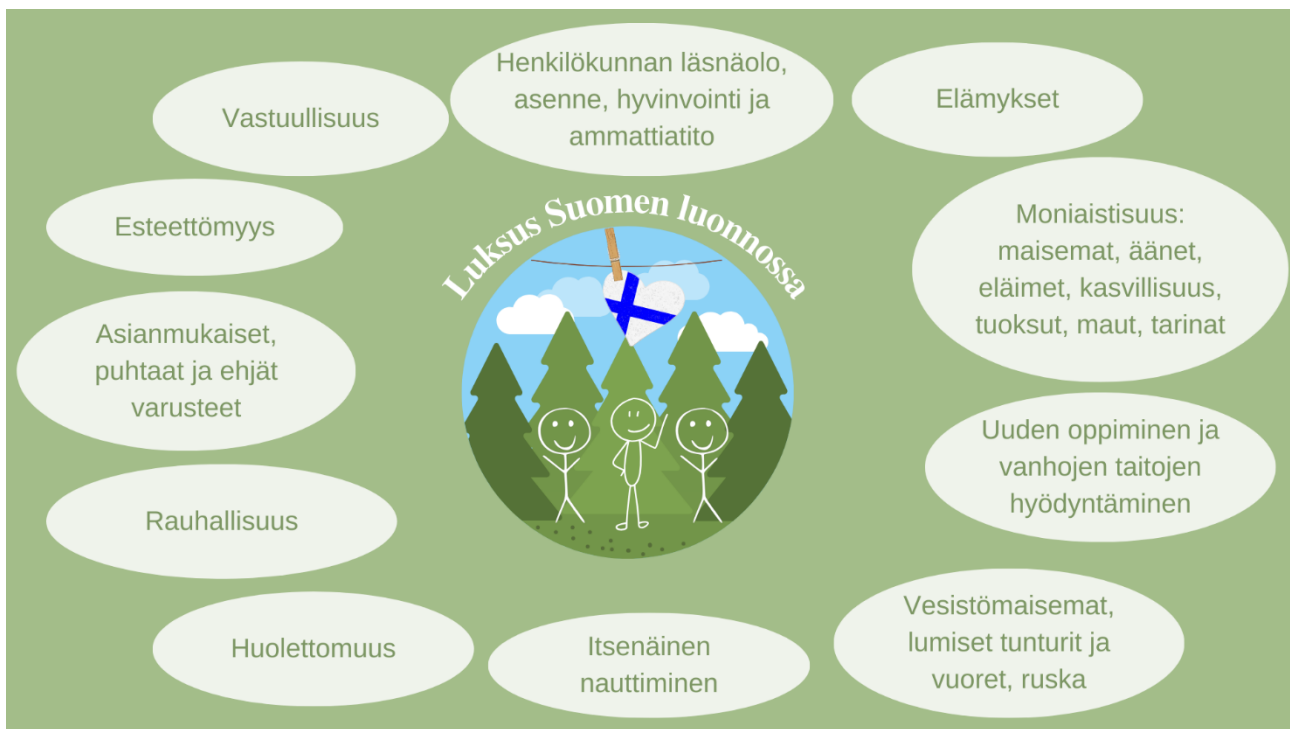 Henkilökunnan läsnäolo,
asenne, hyvinvointi ja
ammattiatito
Elämykset
Moniaistisuus:
maisemat, äänet,
eläimet, kasvillisuus,
tuoksut, maut, tarinat
Uuden oppiminen ja
vanhojen taitojen
hyödyntäminen
Vesistömaisemat,
lumiset tunturit ja
vuoret, ruska
Itsenäinen
nauttiminen
Huolettomuus
Rauhallisuus
Asianmukaiset,
puhtaat ja ehjät
varusteet
Esteettömyys
Vastuullisuus
Luksus Suomen luonnossa